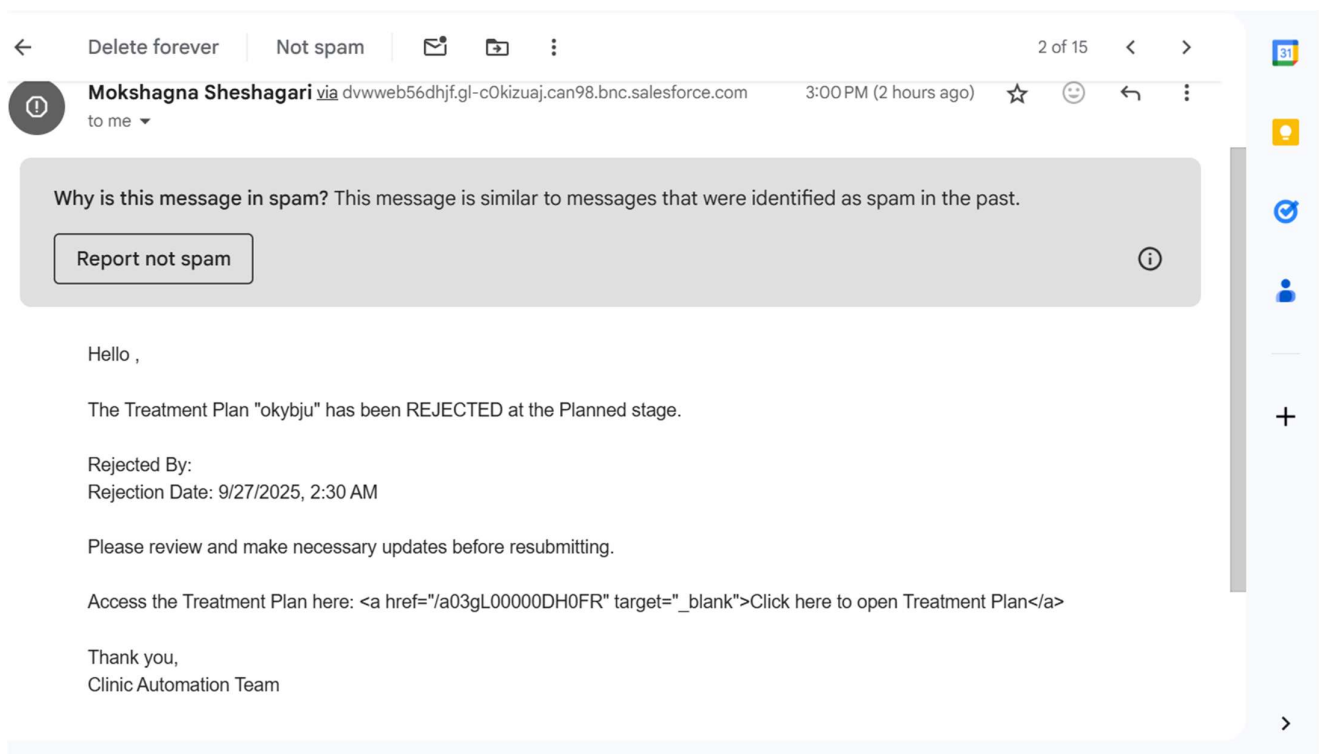 Delete forever
Not spam
2 of 15
31
Mokshagna Sheshagari via dvwweb56dhjf.gl-c0kizuaj.can98.bnc.salesforce.com
3:00 PM (2 hours ago)
to me
Why is this message in spam? This message is similar to messages that were identified as spam in the past.
Report not spam
Hello ,
The Treatment Plan "okybju" has been REJECTED at the Planned stage.
Rejected By:
Rejection Date: 9/27/2025, 2:30 AM
Please review and make necessary updates before resubmitting.
Access the Treatment Plan here: <a href="/a03gL00000DH0FR" target="_blank">Click here to open Treatment Plan</a>
Thank you,
Clinic Automation Team